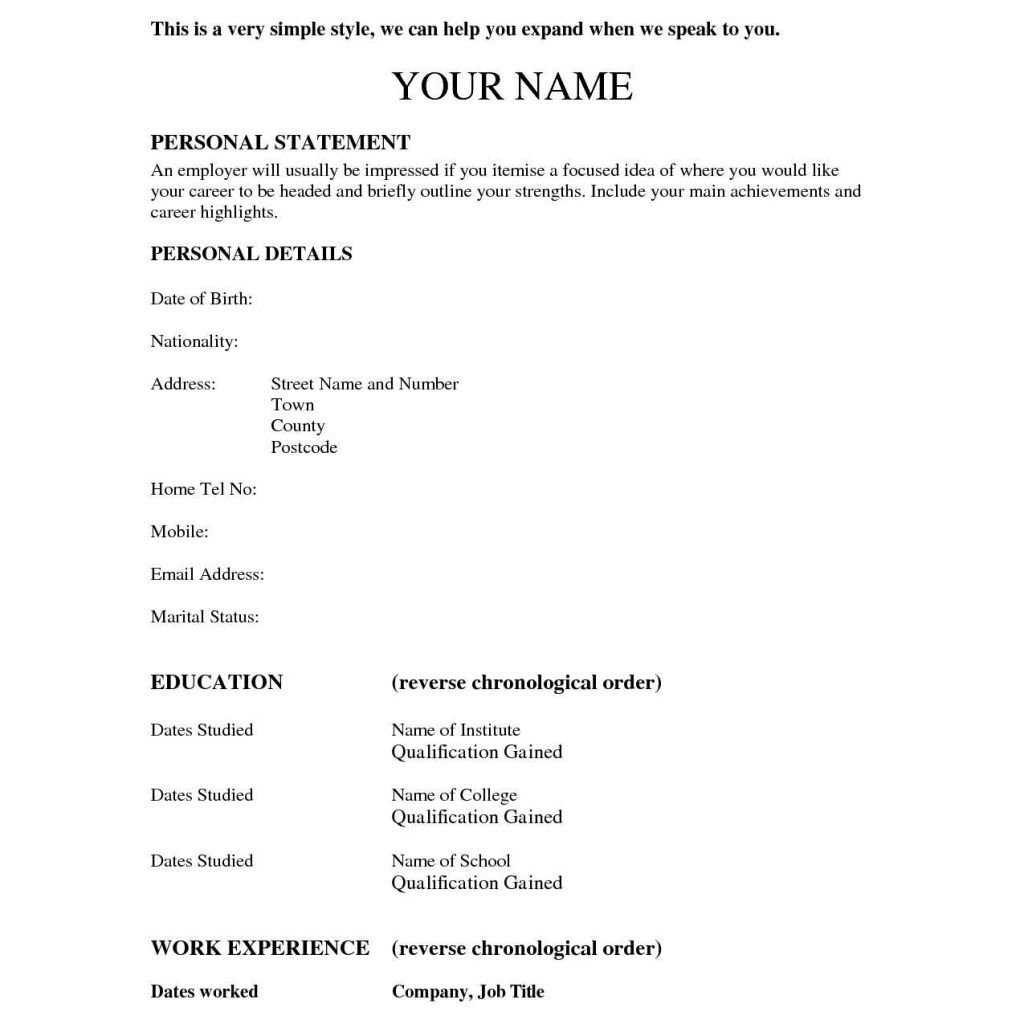 This is a very simple style, we can help you expand when we speak to you.
YOUR NAME
PERSONAL STATEMENT
An employer will usually be impressed if you itemise a focused idea of where you would like
your career to be headed and briefly outline your strengths. Include your main achievements and
career highlights.
PERSONAL DETAILS
Date of Birth:
Nationality:
Address: Street Name and Number
Town
County
Postcode
Home Tel No:
Mobile:
Email Address:
Marital Status:
EDUCATION (reverse chronological order)
Dates Studied Name of Institute
Qualification Gained
Dates Studied Name of College
Qualification Gained
Dates Studied Name of School
Qualification Gained
WORK EXPERIENCE (reverse chronological order)
Dates worked Company, Job Title